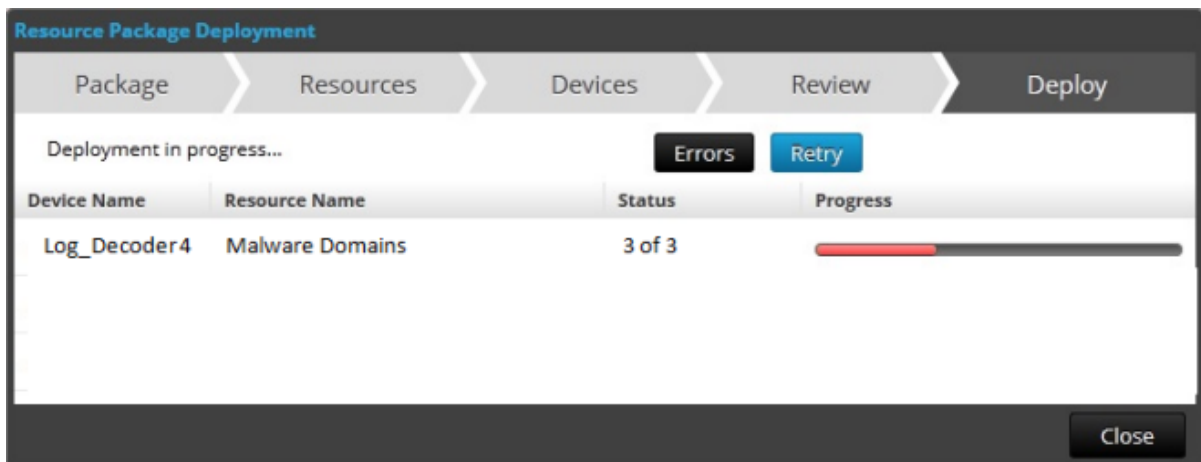 Resource Package Deployment
Package Resources Devices Review Deploy
Deployment in progress... Errors Retry
Device Name Resource Name Status Progress
Log_Decoder4 Malware Domains 3 of 3
Close